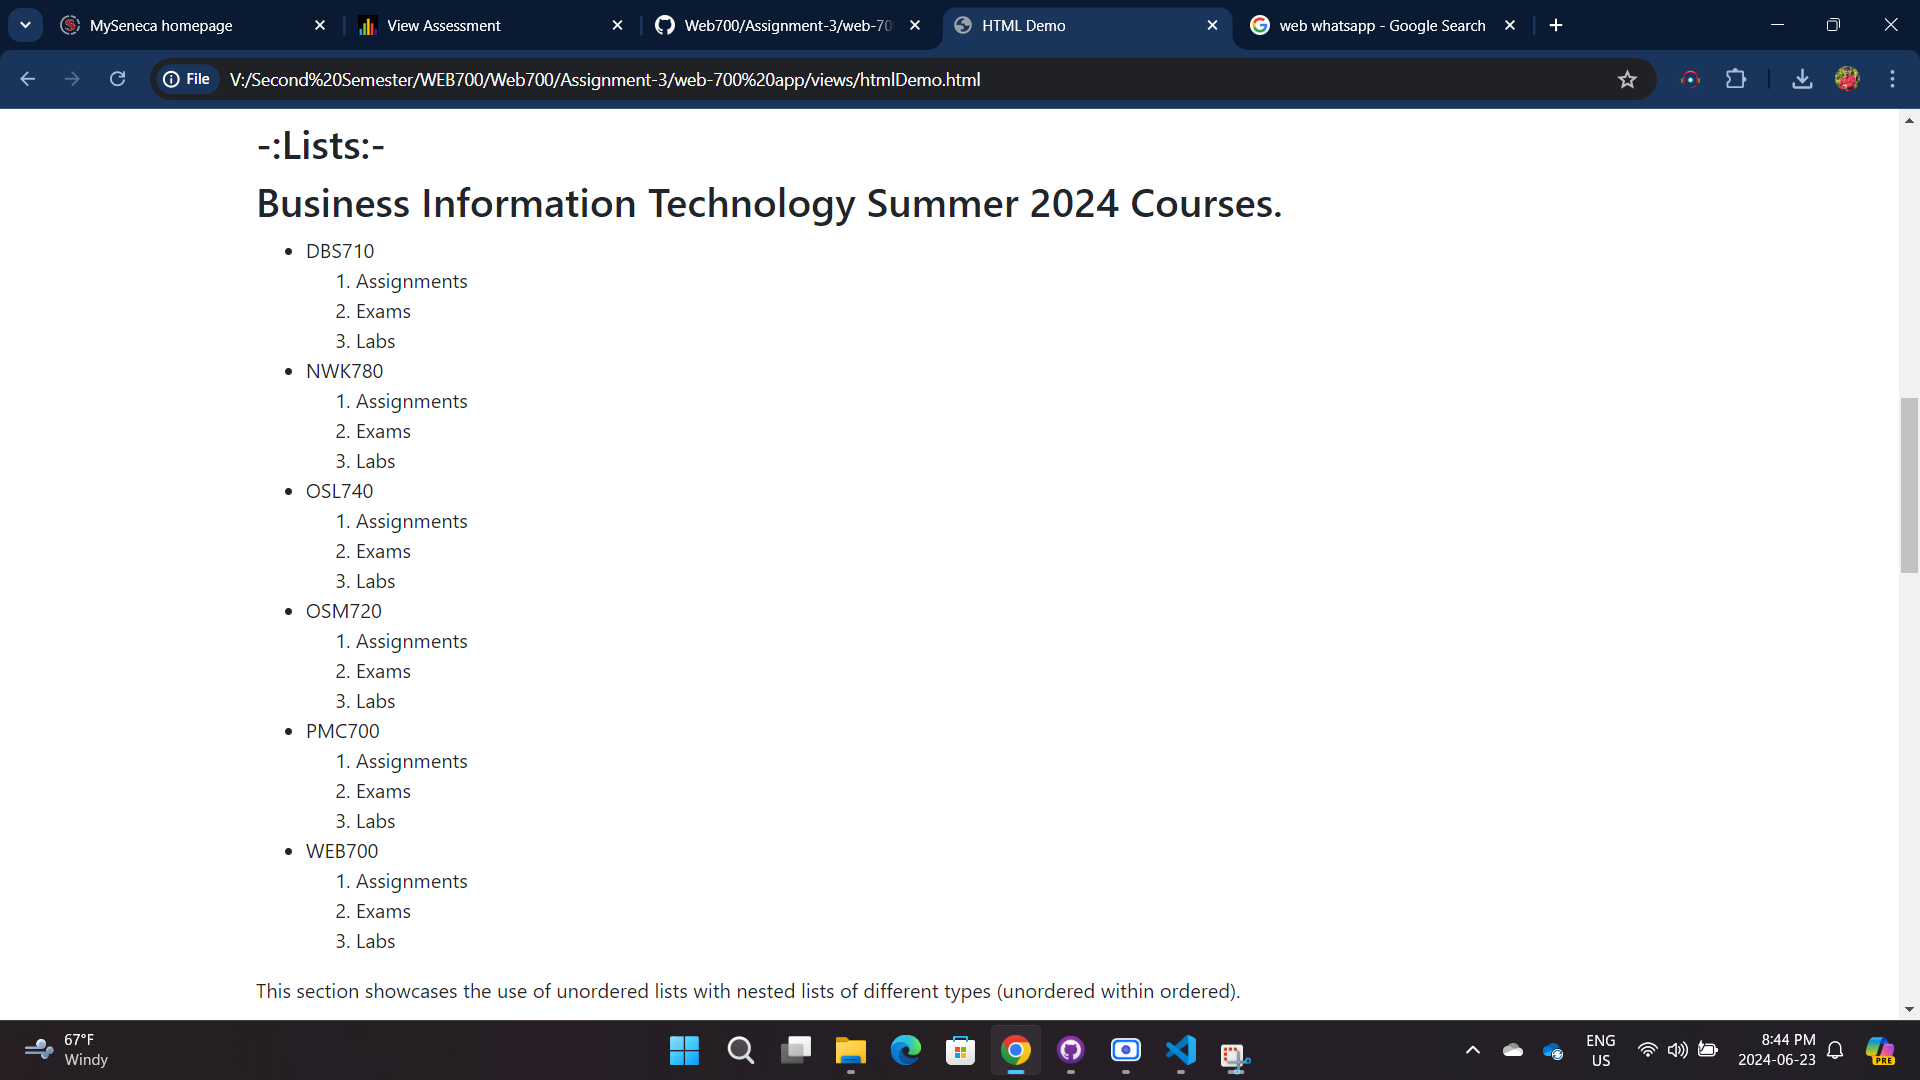 MySeneca homepage
View Assessment
Web700/Assignment-3/web-70
HTML Demo
web whatsapp - Google Search
File
V:/Second%20Semester/WEB700/Web700/Assignment-3/web-700%20app/views/htmlDemo.html
-:Lists:-
Business Information Technology Summer 2024 Courses.
• DBS710
1. Assignments
2. Exams
3. Labs
• NWK780
1. Assignments
2. Exams
3. Labs
• OSL740
1. Assignments
2. Exams
3. Labs
• OSM720
1. Assignments
2. Exams
3. Labs
• PMC700
1. Assignments
2. Exams
3. Labs
• WEB700
1. Assignments
2. Exams
3. Labs
This section showcases the use of unordered lists with nested lists of different types (unordered within ordered).
67°F
Windy
ENG
US
8:44 PM
2024-06-23
PRE